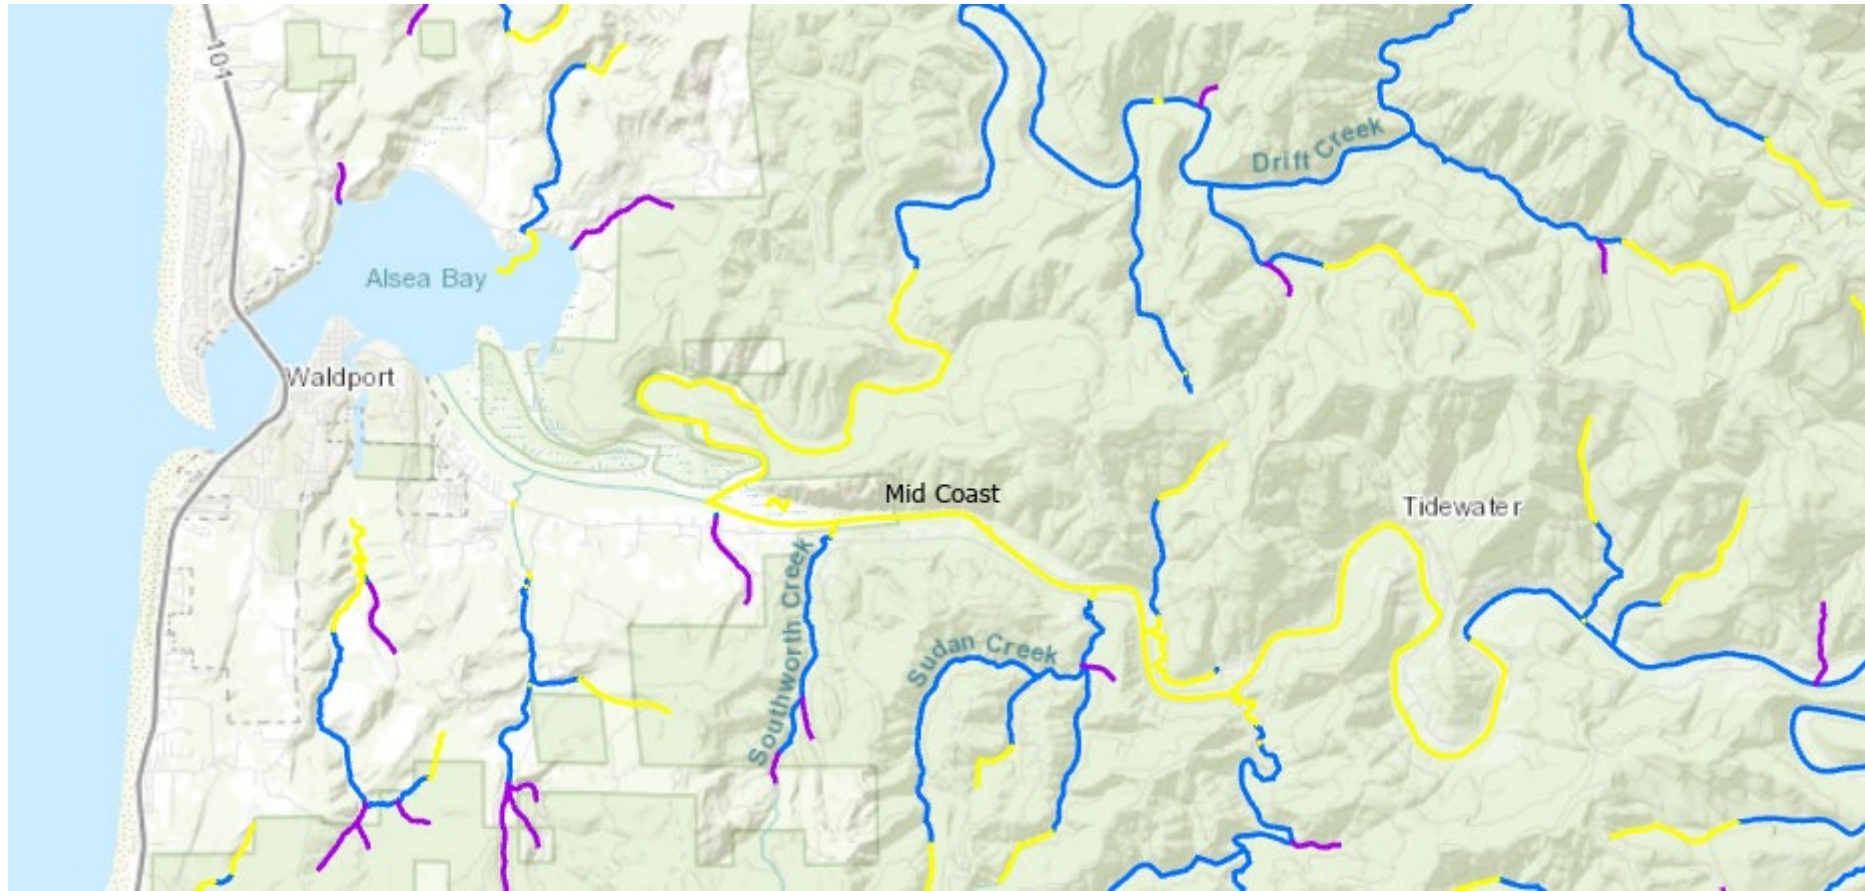 101
Drift Creek
Alsea Bay
Waldport
Mid Coast
Tidewater
Southworth Creek
Sudan Creek